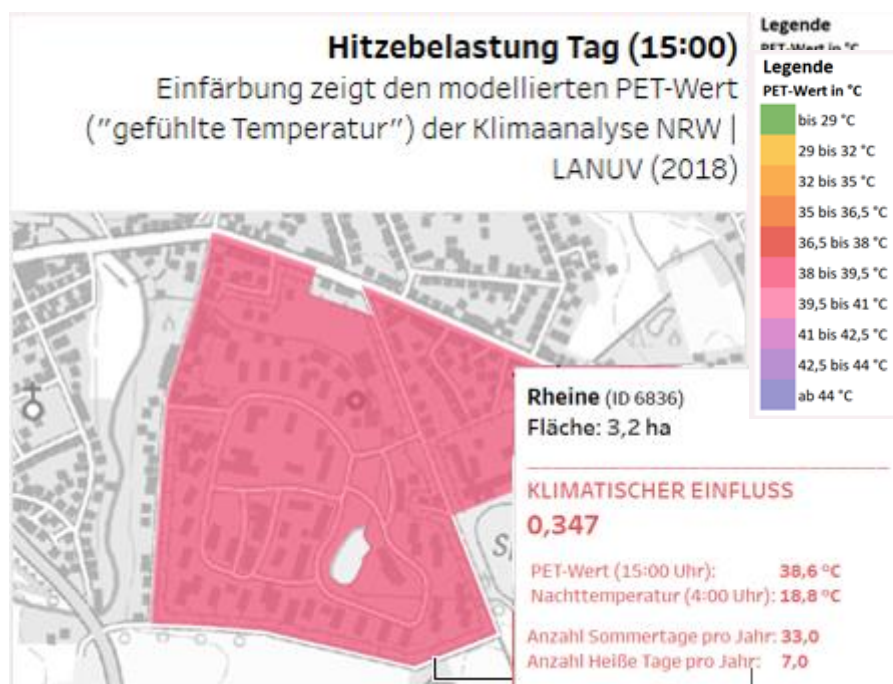 Hitzebelastung Tag (15:00)
Einfärbung zeigt den modellierten PET-Wert
("gefühlte Temperatur") der Klimaanalyse NRW |
LANUV (2018)
Legende
PET-Wert in °C
Legende
PET-Wert in °C
bis 29 °C
29 bis 32 °C
32 bis 35 °C
35 bis 36,5 °C
36,5 bis 38 °C
38 bis 39,5 °C
39,5 bis 41 °C
41 bis 42,5 °C
42,5 bis 44 °C
ab 44 °C
Rheine (ID 6836)
Fläche: 3,2 ha
KLIMATISCHER EINFLUSS
0,347
PET-Wert (15:00 Uhr): 38,6 °C
Nachttemperatur (4:00 Uhr): 18,8 °C
Anzahl Sommertage pro Jahr: 33,0
Anzahl Heiße Tage pro Jahr: 7,0